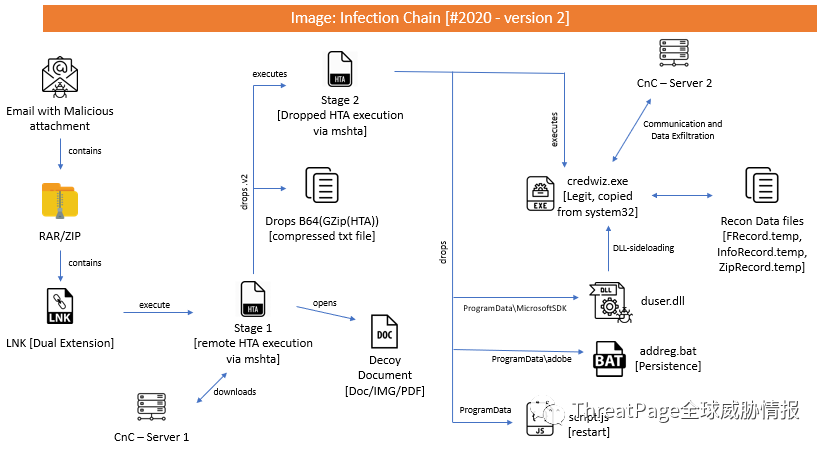 Image: Infection Chain [#2020 - version 2]
Email with Malicious
attachment
contains
RAR/ZIP
contains
LNK
LNK [Dual Extension]
execute
HTA
Stage 1
[remote HTA execution
via mshta]
downloads
CnC – Server 1
opens
DOC
Decoy
Document
[Doc/IMG/PDF]
drops .v2
executes
HTA
Stage 2
[Dropped HTA execution
via mshta]
Drops B64(GZip(HTA))
[compressed txt file]
drops
executes
CnC – Server 2
Communication and
Data Exfiltration
EXE
credwiz.exe
[Legit, copied
from system32]
Recon Data files
[FRecord.temp,
InfoRecord.temp,
ZipRecord.temp]
DLL-sideloading
ProgramData\MicrosoftSDK
DLL
duser.dll
ProgramData\adobe
BAT
addreg.bat
[Persistence]
ProgramData
JS
script.js
[restart]
ThreatPage全球威胁情报